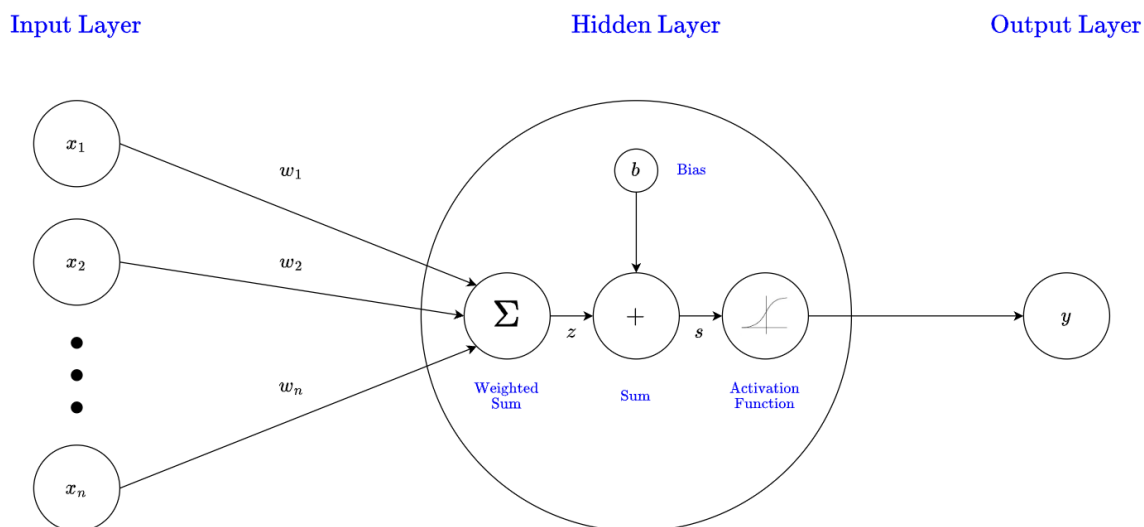 Input Layer
Hidden Layer
Output Layer
x₁
w₁
b
Bias
x₂
w₂
Σ
z
+
s
y
wₙ
Weighted
Sum
Sum
Activation
Function
xₙ